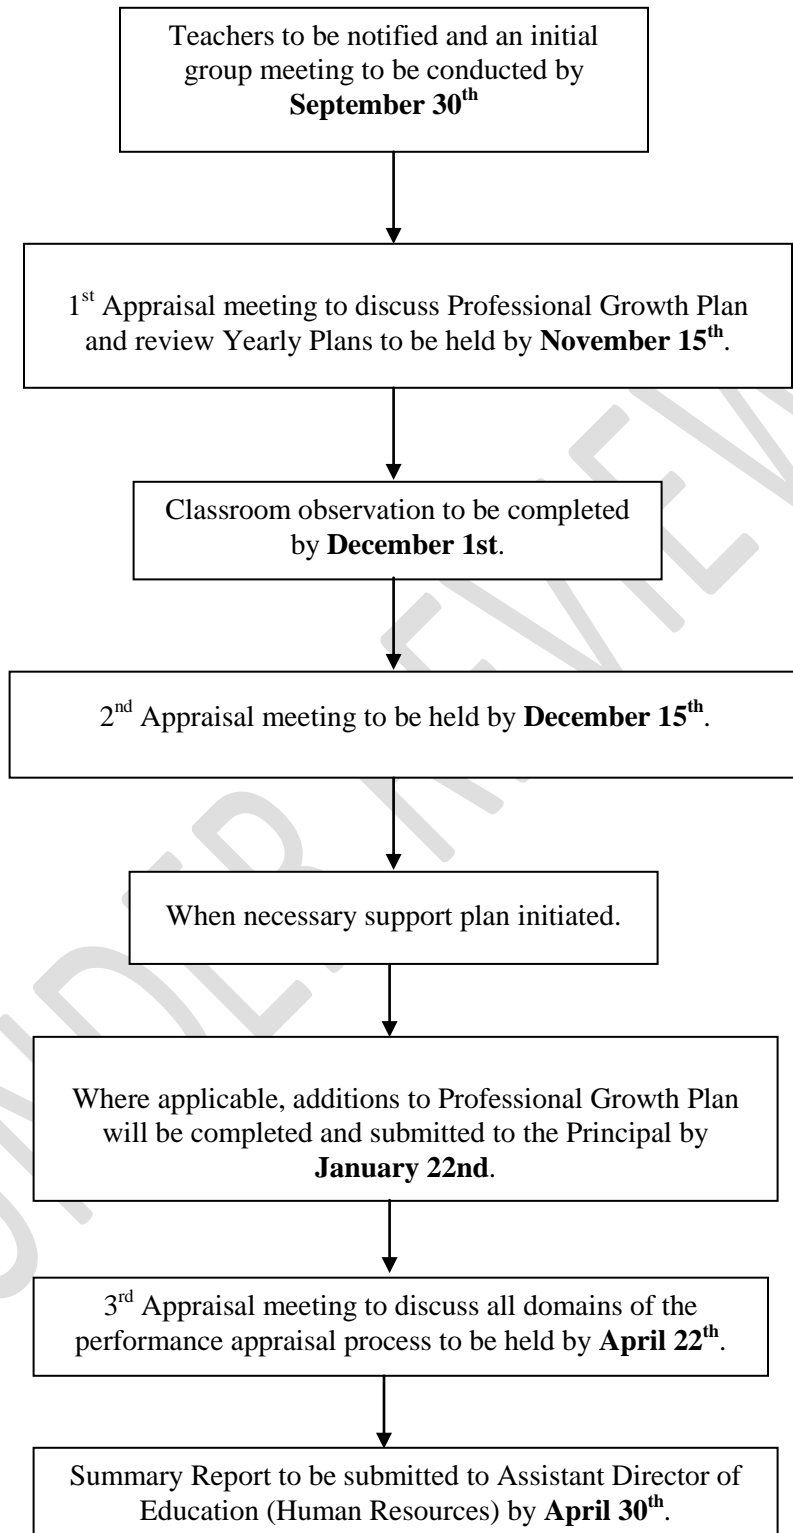 Teachers to be notified and an initial
group meeting to be conducted by
September 30th
1st Appraisal meeting to discuss Professional Growth Plan
and review Yearly Plans to be held by November 15th.
Classroom observation to be completed
by December 1st.
2nd Appraisal meeting to be held by December 15th.
When necessary support plan initiated.
Where applicable, additions to Professional Growth Plan
will be completed and submitted to the Principal by
January 22nd.
3rd Appraisal meeting to discuss all domains of the
performance appraisal process to be held by April 22th.
Summary Report to be submitted to Assistant Director of
Education (Human Resources) by April 30th.
UNDER REVIEW